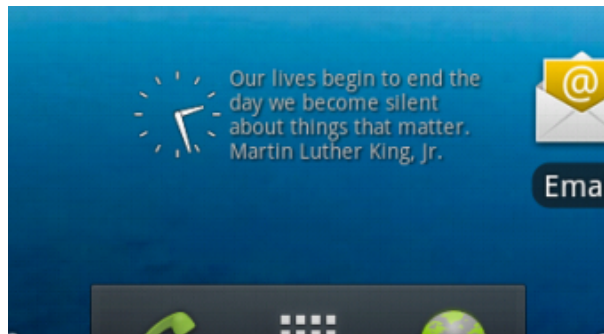 Our lives begin to end the
day we become silent
about things that matter.
Martin Luther King, Jr.
@
Ema